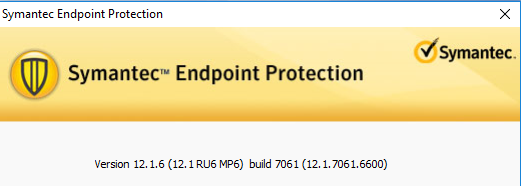 Symantec Endpoint Protection
Symantec.
Symantec™ Endpoint Protection
Version 12.1.6 (12.1 RU6 MP6) build 7061 (12.1.7061.6600)